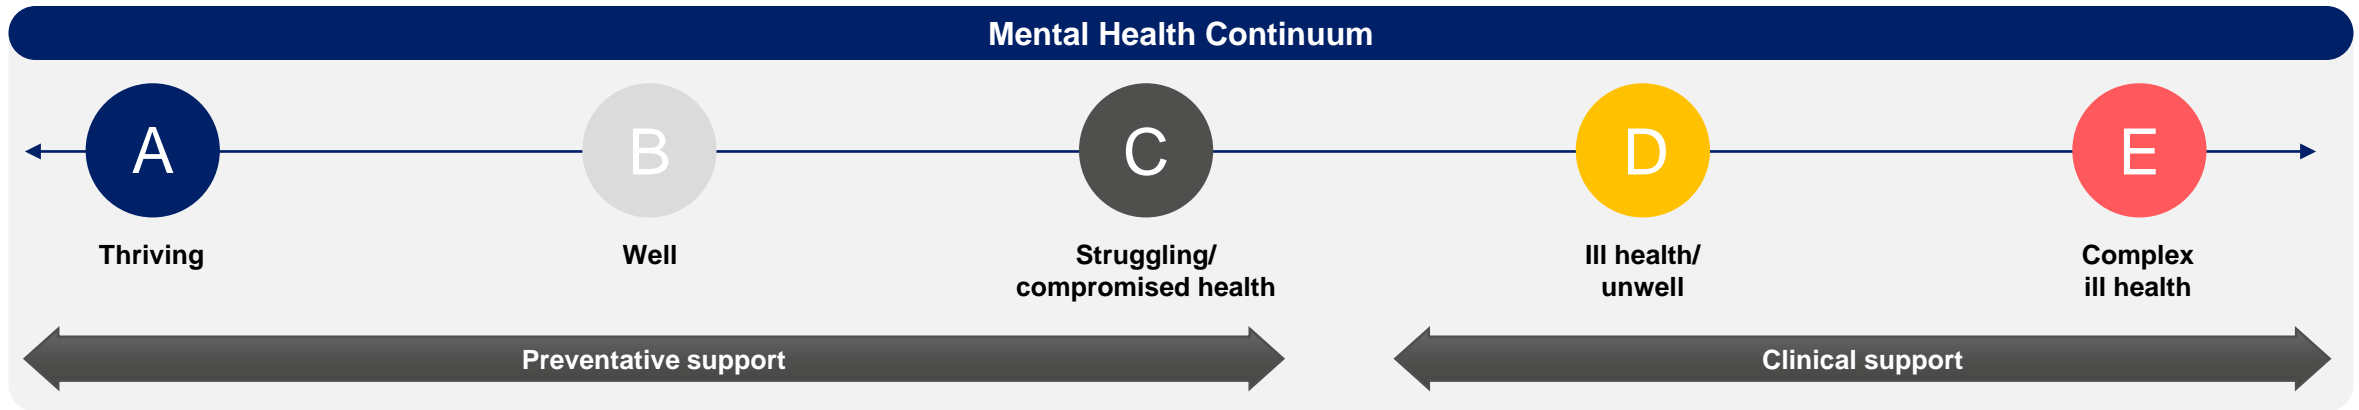 Mental Health Continuum
A
B
C
D
E
Thriving
Well
Struggling/
compromised health
Ill health/
unwell
Complex
ill health
Preventative support
Clinical support